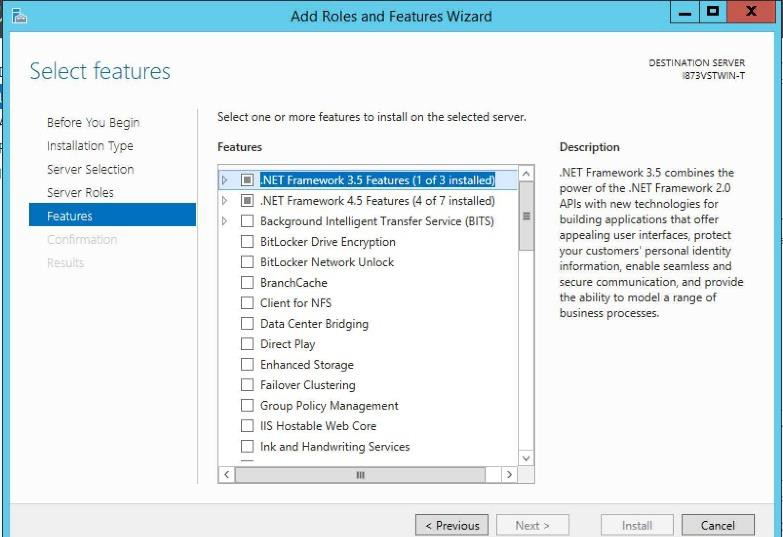 Add Roles and Features Wizard
Select features
DESTINATION SERVER
I873VSTWIN-T
Before You Begin
Installation Type
Server Selection
Server Roles
Features
Confirmation
Results
Select one or more features to install on the selected server.
Features
.NET Framework 3.5 Features (1 of 3 installed)
.NET Framework 4.5 Features (4 of 7 installed)
Background Intelligent Transfer Service (BITS)
BitLocker Drive Encryption
BitLocker Network Unlock
BranchCache
Client for NFS
Data Center Bridging
Direct Play
Enhanced Storage
Failover Clustering
Group Policy Management
IIS Hostable Web Core
Ink and Handwriting Services
Description
.NET Framework 3.5 combines the
power of the .NET Framework 2.0
APIs with new technologies for
building applications that offer
appealing user interfaces, protect
your customers' personal identity
information, enable seamless and
secure communication, and provide
the ability to model a range of
business processes.
< Previous
Next >
Install
Cancel